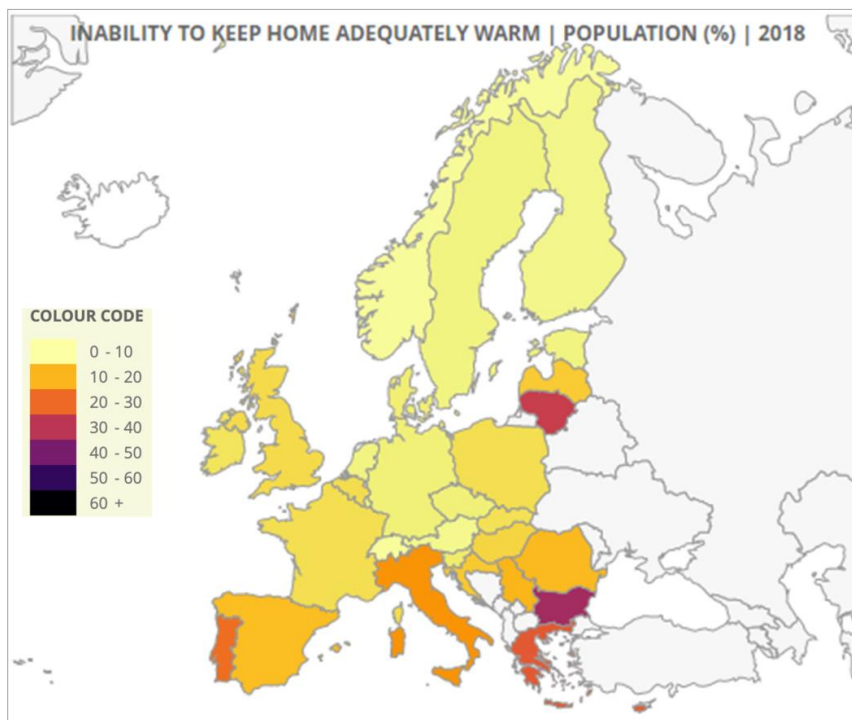 INABILITY TO KEEP HOME ADEQUATELY WARM | POPULATION (%) | 2018
COLOUR CODE
0 - 10
10 - 20
20 - 30
30 - 40
40 - 50
50 - 60
60 +